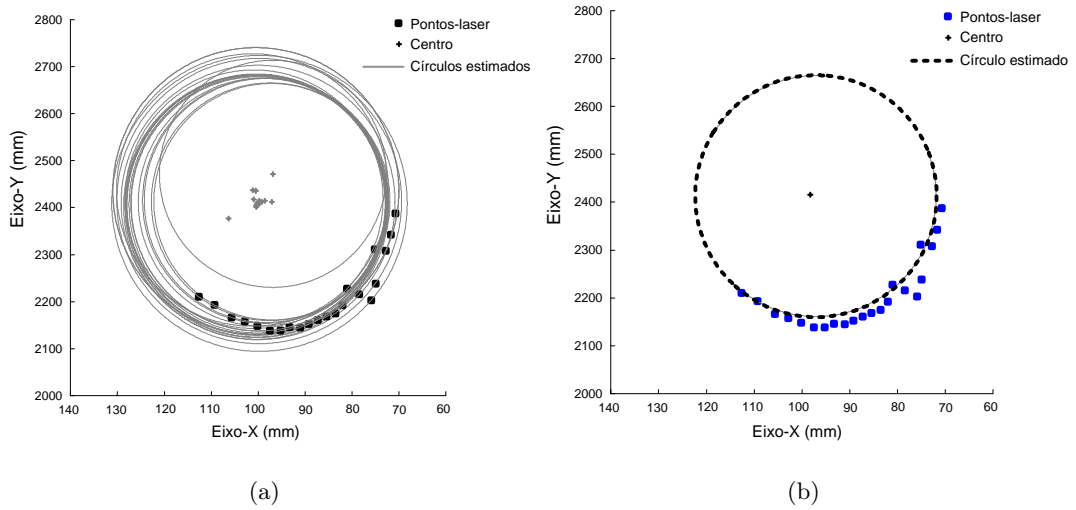 Eixo-Y (mm)
2800
2700
2600
2500
2400
2300
2200
2100
2000
140 130 120 110 100 90 80 70 60
Eixo-X (mm)
Pontos-laser
Centro
Círculos estimados
(a)
Eixo-Y (mm)
2800
2700
2600
2500
2400
2300
2200
2100
2000
140 130 120 110 100 90 80 70 60
Eixo-X (mm)
Pontos-laser
Centro
Círculo estimado
(b)